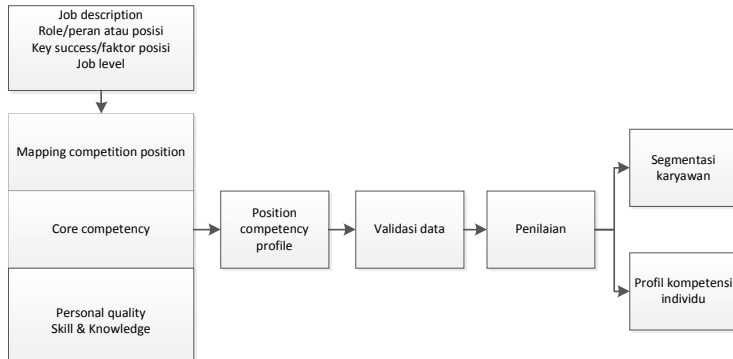 Job description
Role/peran atau posisi
Key success/faktor posisi
Job level
Mapping competition position
Core competency
Personal quality
Skill & Knowledge
Position
competency
profile
Validasi data
Penilaian
Segmentasi
karyawan
Profil kompetensi
individu